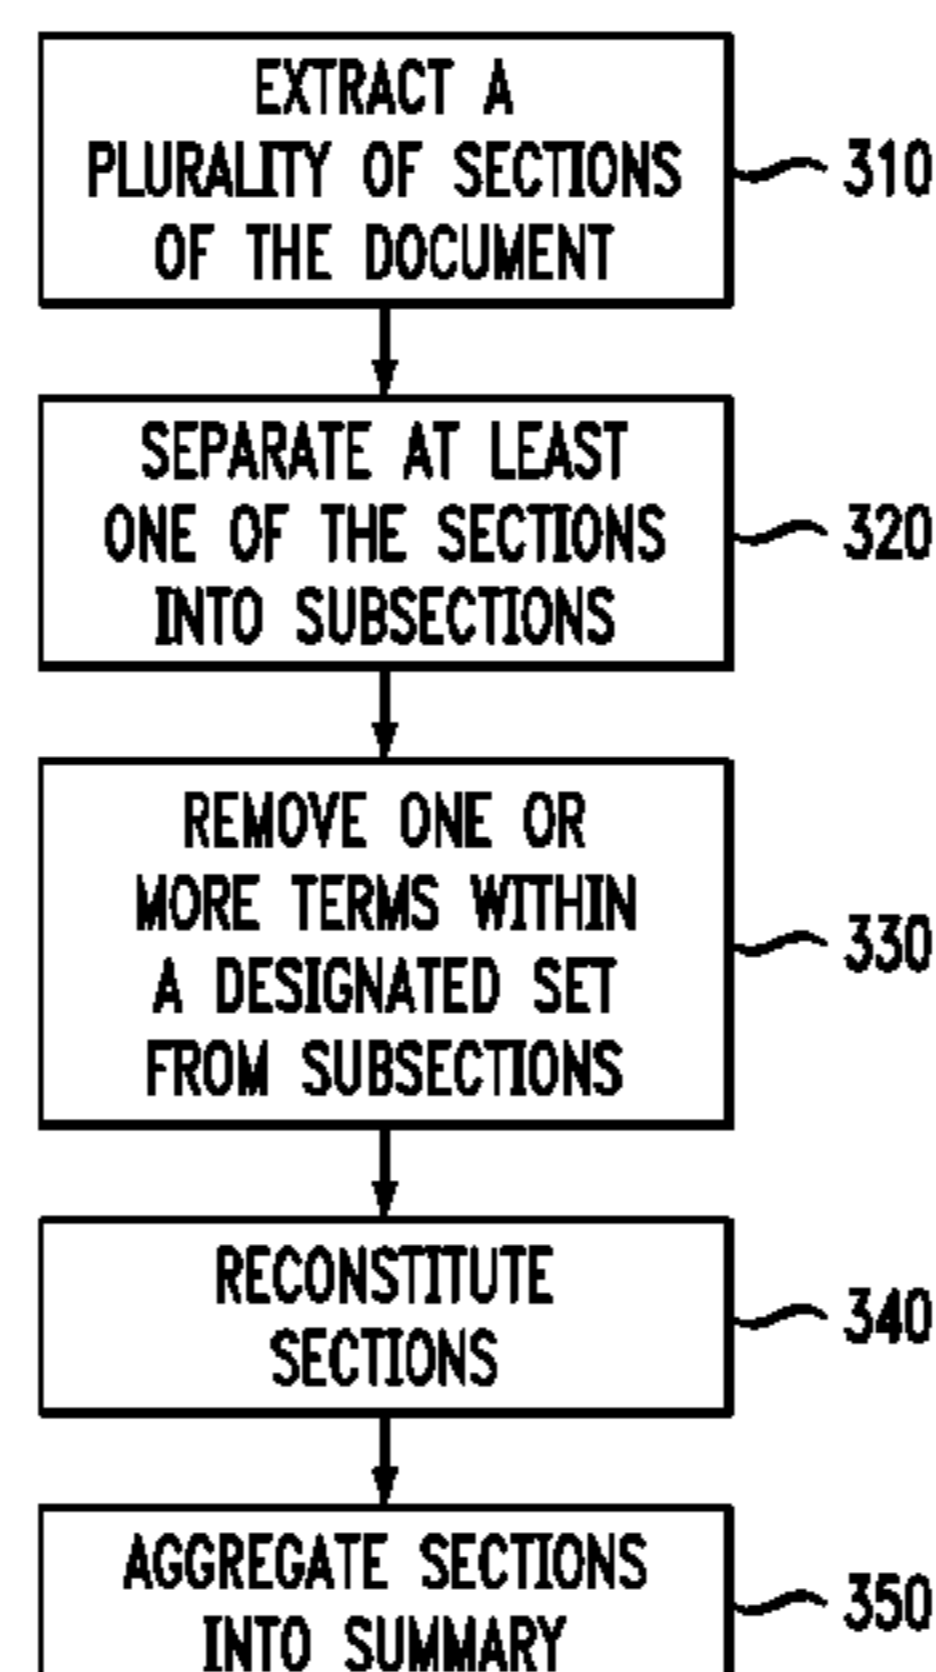 EXTRACT A
PLURALITY OF SECTIONS
OF THE DOCUMENT
310
SEPARATE AT LEAST
ONE OF THE SECTIONS
INTO SUBSECTIONS
320
REMOVE ONE OR
MORE TERMS WITHIN
A DESIGNATED SET
FROM SUBSECTIONS
330
RECONSTITUTE
SECTIONS
340
AGGREGATE SECTIONS
INTO SUMMARY
350